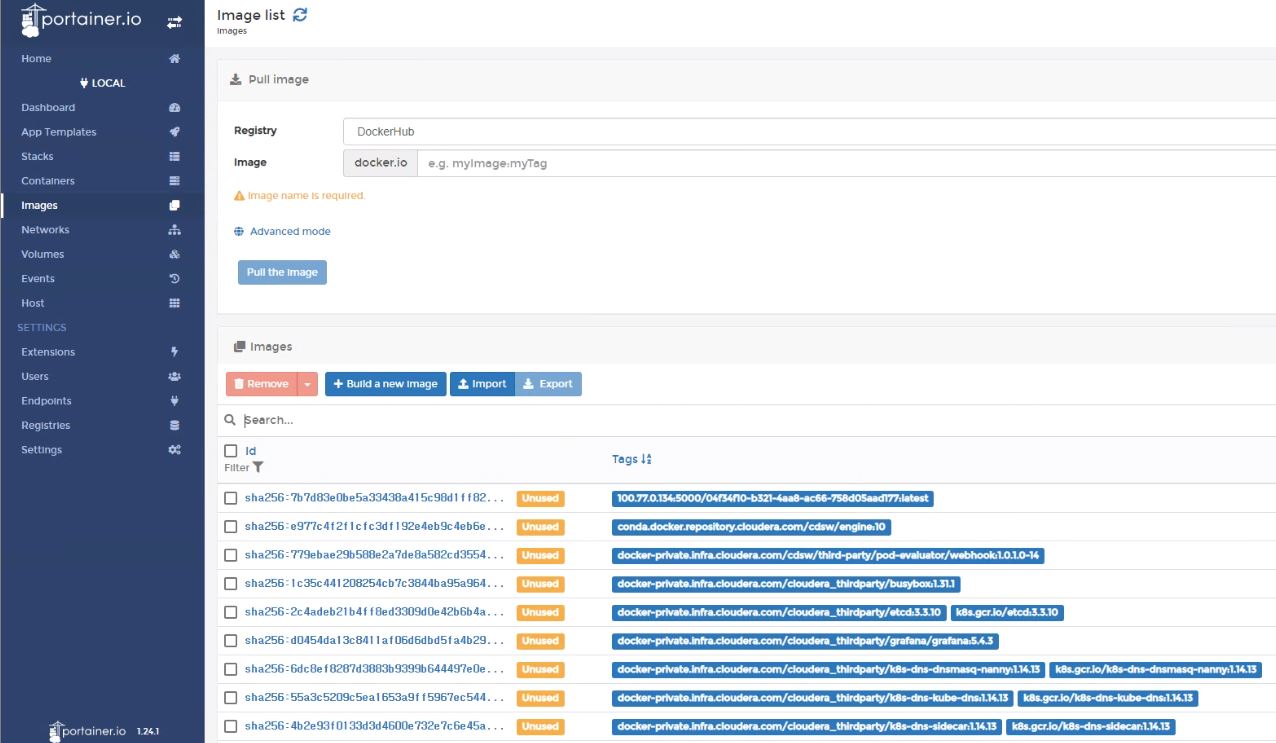 portainer.io
Image list
Images
Home
LOCAL
Dashboard
App Templates
Stacks
Containers
Images
Networks
Volumes
Events
Host
SETTINGS
Extensions
Users
Endpoints
Registries
Settings
portainer.io 1.24.1
Pull image
Registry DockerHub
Image docker.io e.g. myImage:myTag
Image name is required.
Advanced mode
Pull the image
Images
Remove Build a new image Import Export
Search...
Id
Filter
Tags
sha256:7b7d83e0be5a33438a415c98d1ff82... Unused 100.77.0.134:5000/04f34f10-b321-4aa8-ac66-758d05aad177:latest
sha256:e977c4f2f1cfc3df192e4eb9c4eb6e... Unused conda.docker.repository.cloudera.com/cdsw/engine:10
sha256:779ebae29b588e2a7de8a582cd3554... Unused docker-private.infra.cloudera.com/cdsw/third-party/pod-evaluator/webhook:1.0.1.0-14
sha256:1c35c441208254cb7c3844ba95a964... Unused docker-private.infra.cloudera.com/cloudera_thirdparty/busybox:1.31.1
sha256:2c4adeb21b4ff8ed3309d0e42b6b4a... Unused docker-private.infra.cloudera.com/cloudera_thirdparty/etcd:3.3.10 k8s.gcr.io/etcd:3.3.10
sha256:d0454da13c8411af06d6dbd5fa4b29... Unused docker-private.infra.cloudera.com/cloudera_thirdparty/grafana/grafana:5.4.3
sha256:6dc8ef8287d3883b9399b644497e0e... Unused docker-private.infra.cloudera.com/cloudera_thirdparty/k8s-dns-dnsmasq-nanny:1.14.13 k8s.gcr.io/k8s-dns-dnsmasq-nanny:1.14.13
sha256:55a3c5209c5ea1653a9ff5967ec544... Unused docker-private.infra.cloudera.com/cloudera_thirdparty/k8s-dns-kube-dns:1.14.13 k8s.gcr.io/k8s-dns-kube-dns:1.14.13
sha256:4b2e93f0133d3d4600e732e7c6e45a... Unused docker-private.infra.cloudera.com/cloudera_thirdparty/k8s-dns-sidecar:1.14.13 k8s.gcr.io/k8s-dns-sidecar:1.14.13